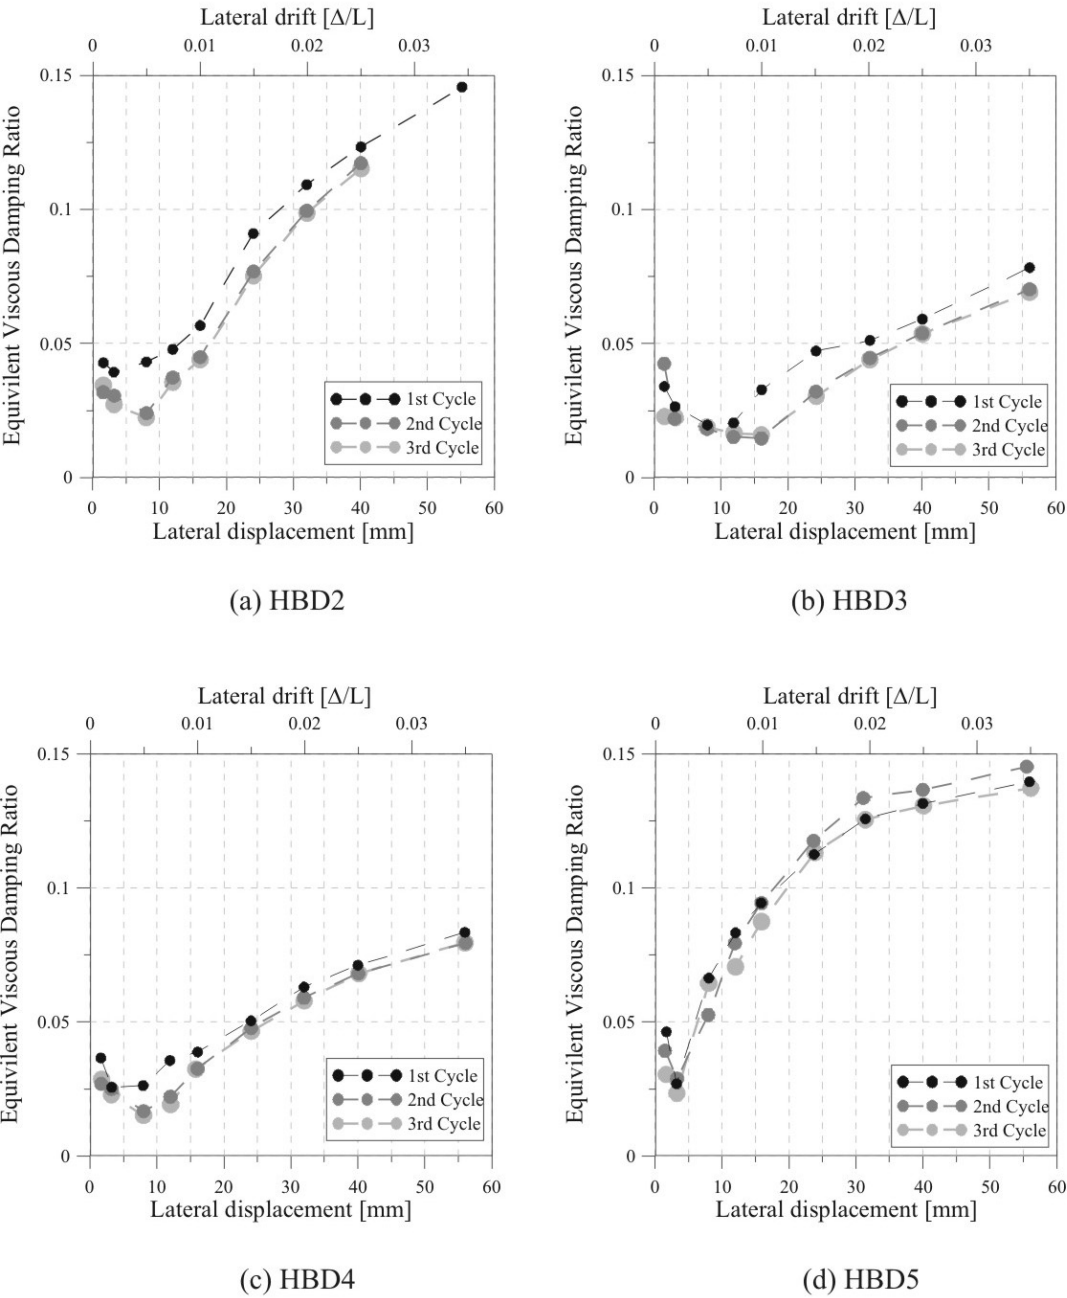 Lateral drift [Δ/L]
0 0.01 0.02 0.03
Equivilent Viscous Damping Ratio
0.15
0.1
0.05
0
1st Cycle
2nd Cycle
3rd Cycle
0 10 20 30 40 50 60
Lateral displacement [mm]
(a) HBD2
Lateral drift [Δ/L]
0 0.01 0.02 0.03
Equivilent Viscous Damping Ratio
0.15
0.1
0.05
0
1st Cycle
2nd Cycle
3rd Cycle
0 10 20 30 40 50 60
Lateral displacement [mm]
(b) HBD3
Lateral drift [Δ/L]
0 0.01 0.02 0.03
Equivilent Viscous Damping Ratio
0.15
0.1
0.05
0
1st Cycle
2nd Cycle
3rd Cycle
0 10 20 30 40 50 60
Lateral displacement [mm]
(c) HBD4
Lateral drift [Δ/L]
0 0.01 0.02 0.03
Equivilent Viscous Damping Ratio
0.15
0.1
0.05
0
1st Cycle
2nd Cycle
3rd Cycle
0 10 20 30 40 50 60
Lateral displacement [mm]
(d) HBD5